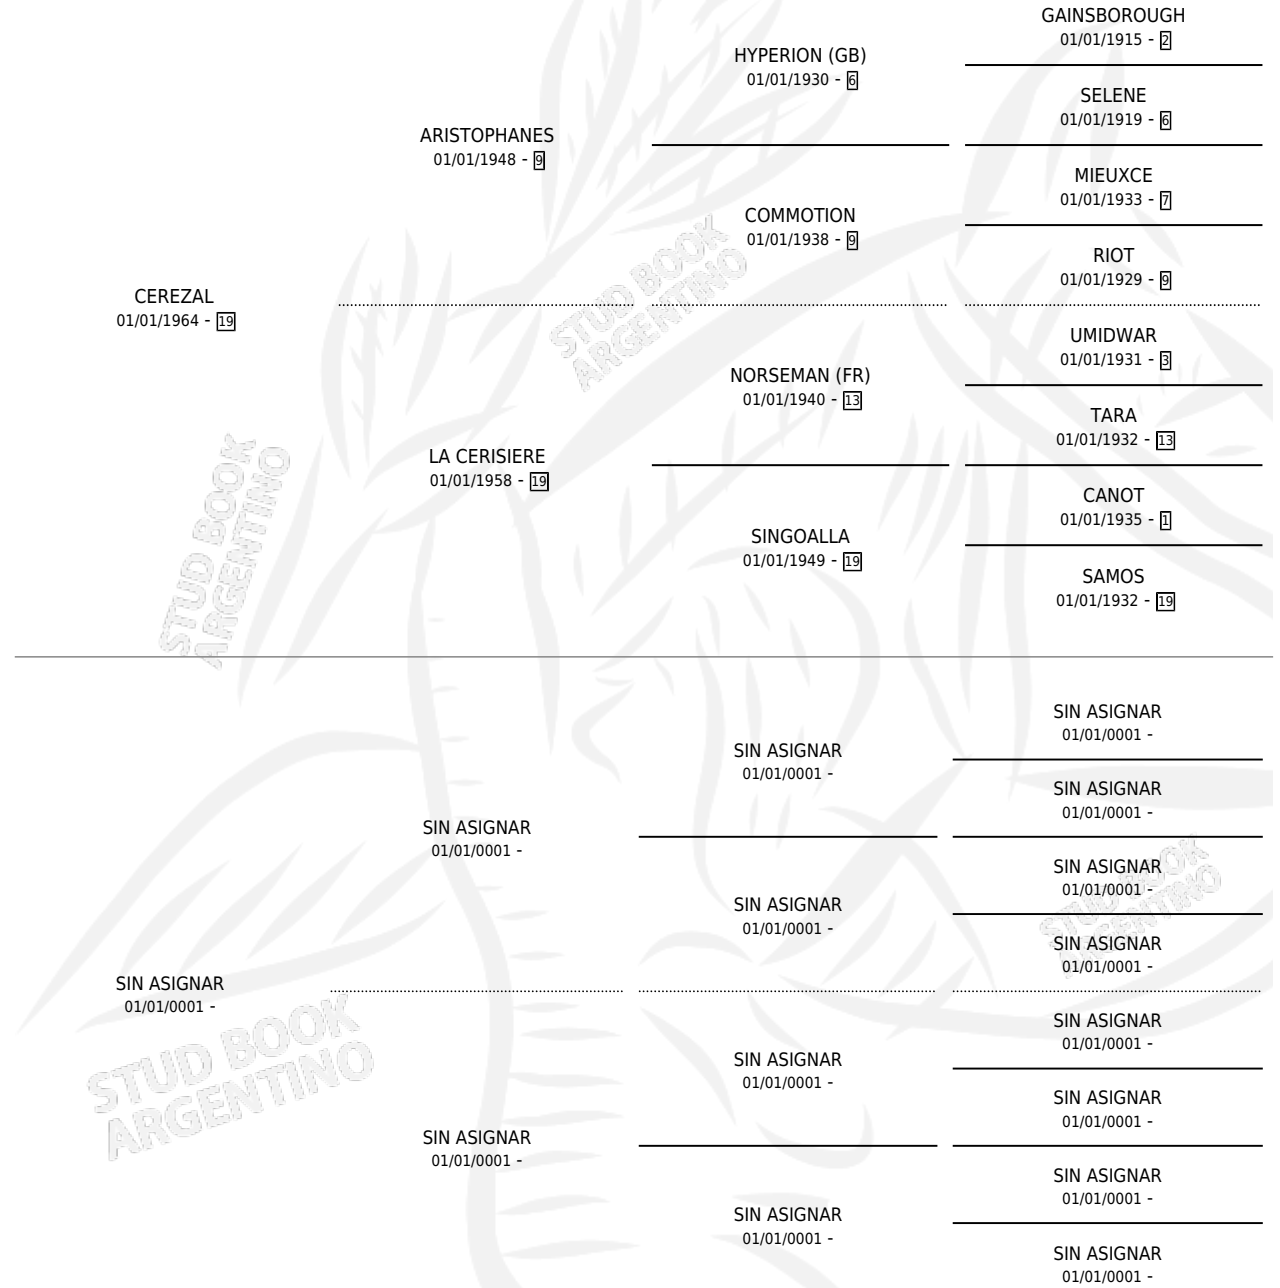 GAINSBOROUGH
01/01/1915 - 2
HYPERION (GB)
01/01/1930 - 6
SELENE
01/01/1919 - 6
ARISTOPHANES
01/01/1948 - 9
MIEUXCE
01/01/1933 - 7
COMMOTION
01/01/1938 - 9
RIOT
01/01/1929 - 9
CEREZAL
01/01/1964 - 19
STUD BOOK
ARGENTINO
UMIDWAR
01/01/1931 - 3
NORSEMAN (FR)
01/01/1940 - 13
TARA
01/01/1932 - 13
LA CERISIERE
01/01/1958 - 19
CANOT
01/01/1935 - 1
SINGOALLA
01/01/1949 - 19
SAMOS
01/01/1932 - 19
STUD BOOK
ARGENTINO
SIN ASIGNAR
01/01/0001 -
SIN ASIGNAR
01/01/0001 -
SIN ASIGNAR
01/01/0001 -
SIN ASIGNAR
01/01/0001 -
SIN ASIGNAR
01/01/0001 -
SIN ASIGNAR
01/01/0001 -
SIN ASIGNAR
01/01/0001 -
STUD BOOK
ARGENTINO
SIN ASIGNAR
01/01/0001 -
STUD BOOK
ARGENTINO
SIN ASIGNAR
01/01/0001 -
SIN ASIGNAR
01/01/0001 -
SIN ASIGNAR
01/01/0001 -
SIN ASIGNAR
01/01/0001 -
SIN ASIGNAR
01/01/0001 -
SIN ASIGNAR
01/01/0001 -
SIN ASIGNAR
01/01/0001 -